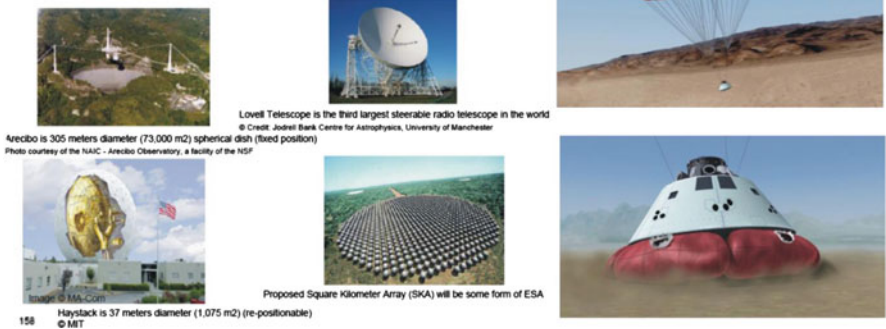 Lovell Telescope is the third largest steerable radio telescope in the world
© Credit: Jodrell Bank Centre for Astrophysics, University of Manchester
Arecibo is 305 meters diameter (73,000 m2) spherical dish (fixed position)
Photo courtesy of the NAIC - Arecibo Observatory, a facility of the NSF
Image © MA-Com
Proposed Square Kilometer Array (SKA) will be some form of ESA
Haystack is 37 meters diameter (1,075 m2) (re-positionable)
© MIT
158